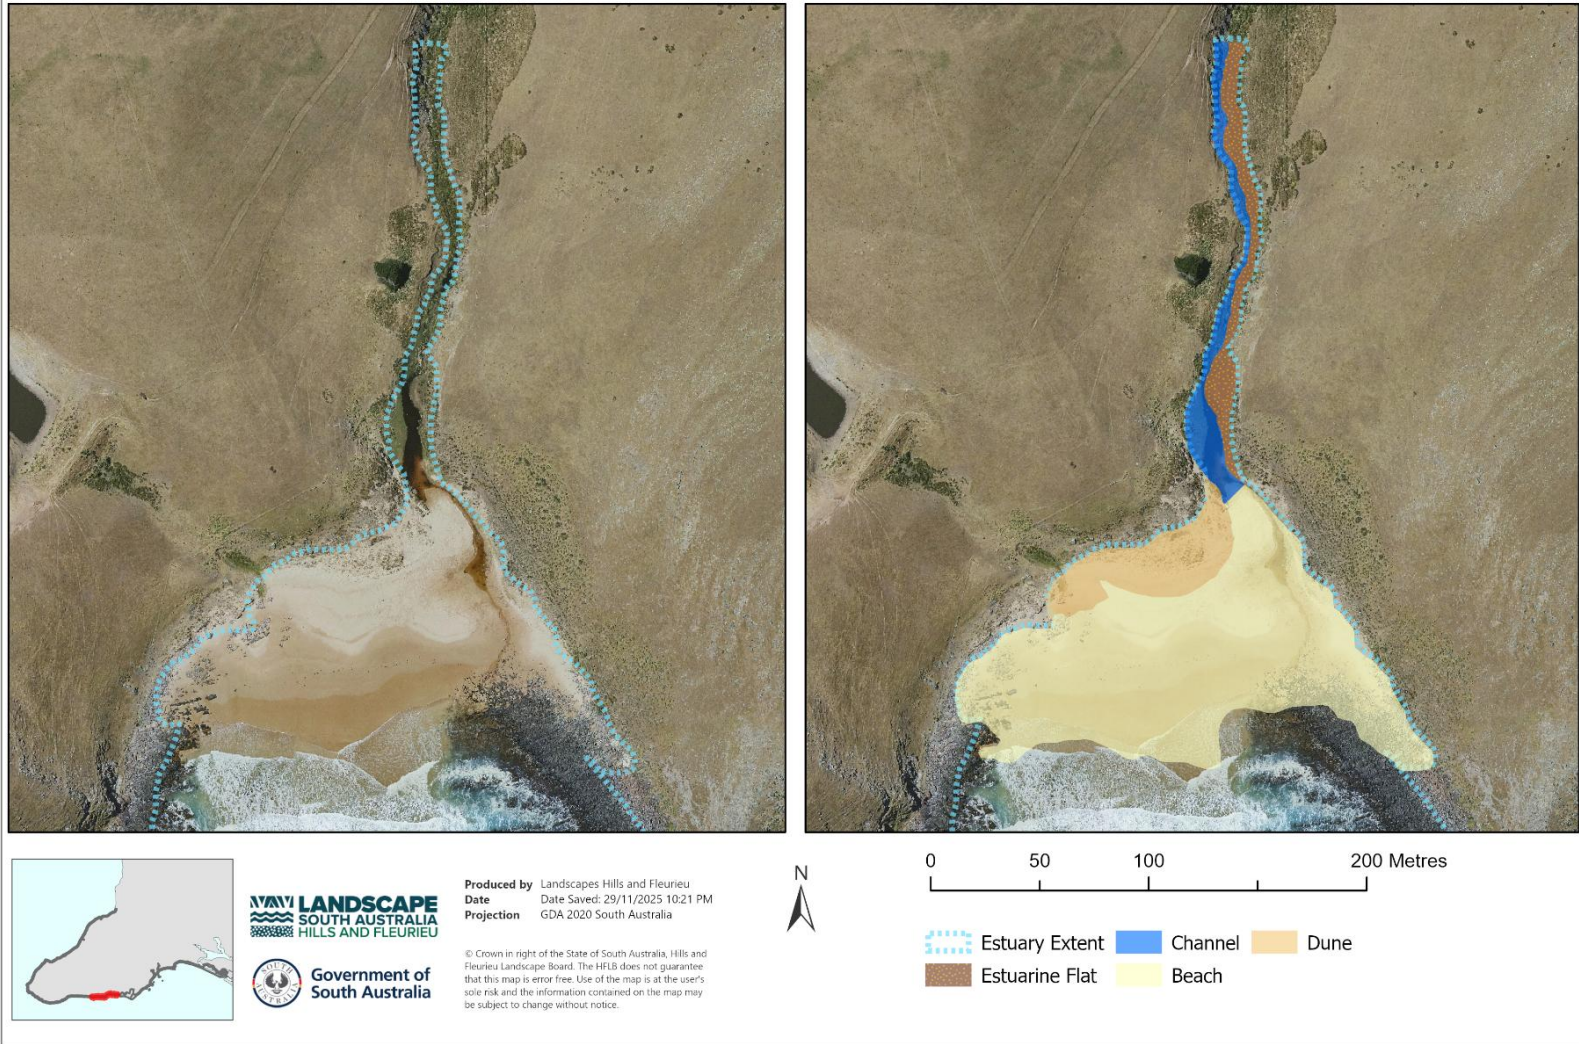 LANDSCAPE
SOUTH AUSTRALIA
HILLS AND FLEURIEU
SOUTH
AUSTRALIA
Government of
South Australia
Produced by Landscapes Hills and Fleurieu
Date Date Saved: 29/11/2025 10:21 PM
Projection GDA 2020 South Australia
© Crown in right of the State of South Australia, Hills and
Fleurieu Landscape Board. The HFLB does not guarantee
that this map is error free. Use of the map is at the user's
sole risk and the information contained on the map may
be subject to change without notice.
N
0 50 100 200 Metres
Estuary Extent Channel Dune
Estuarine Flat Beach